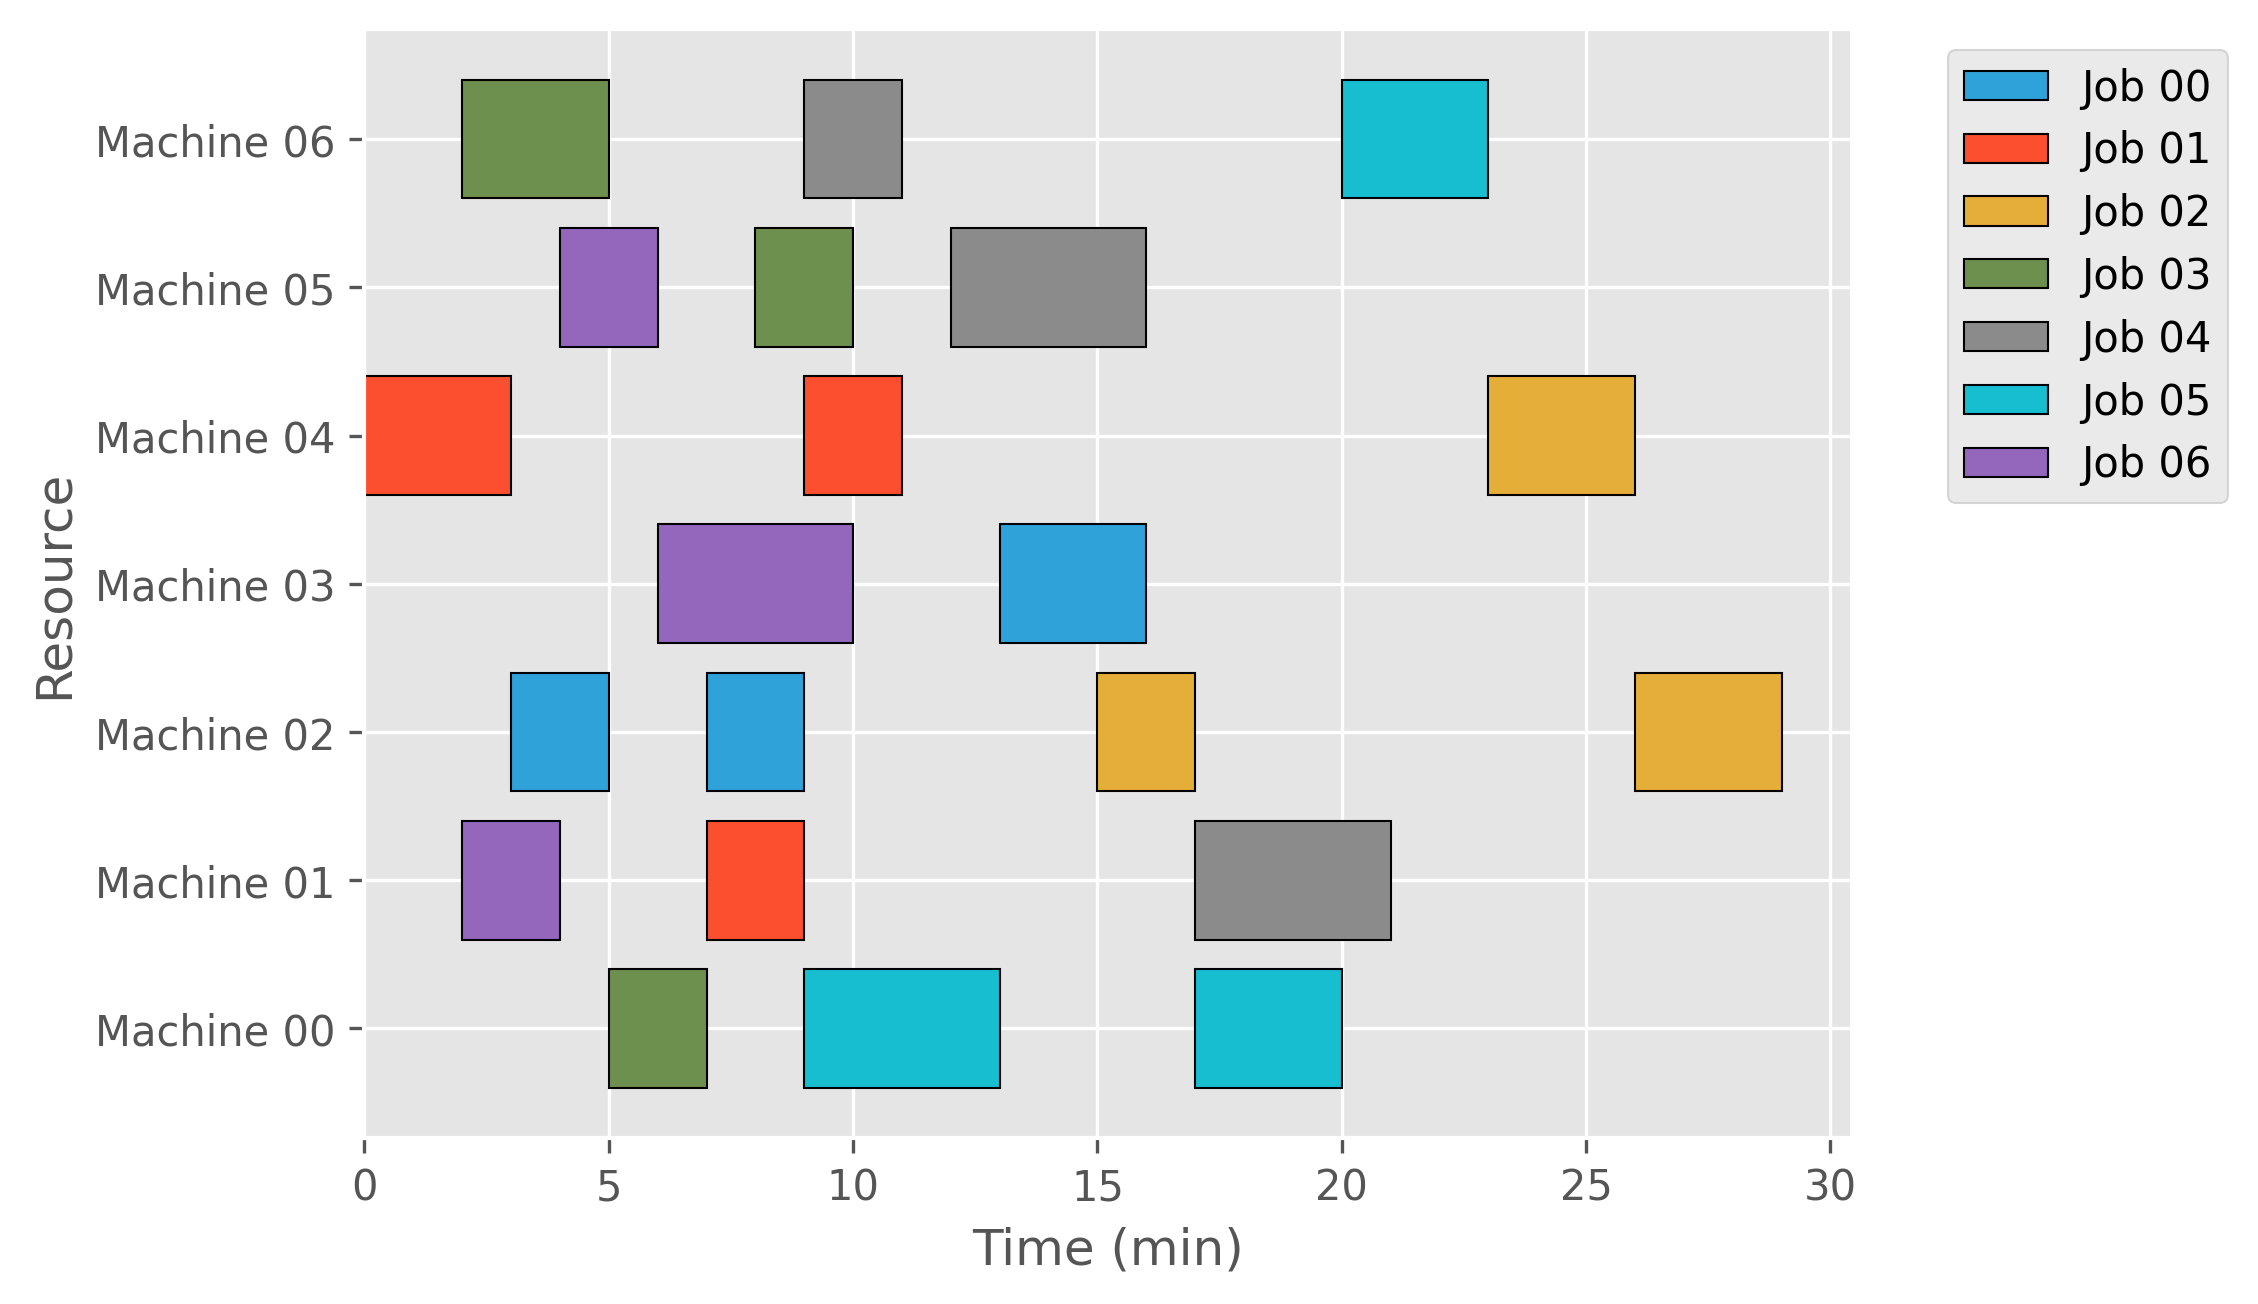 Machine 06
Machine 05
Machine 04
Machine 03
Machine 02
Machine 01
Machine 00
Resource
0 5 10 15 20 25 30
Time (min)
Job 00
Job 01
Job 02
Job 03
Job 04
Job 05
Job 06